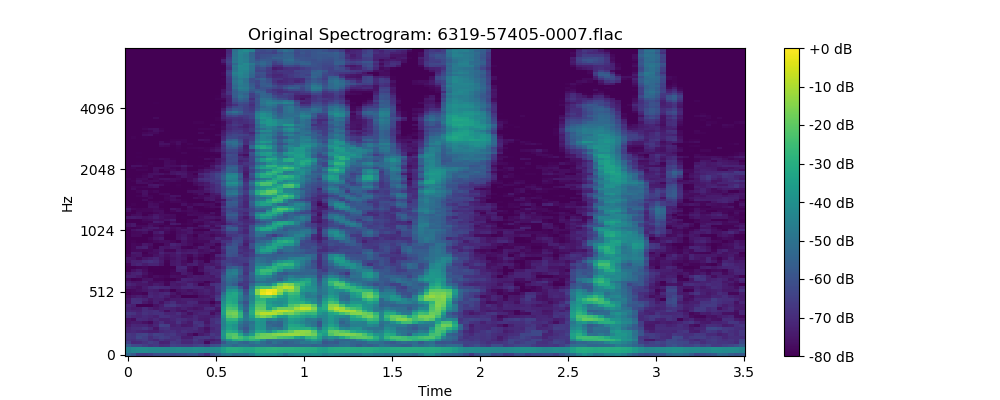 Original Spectrogram: 6319-57405-0007.flac
Hz
4096
2048
1024
512
0
0 0.5 1 1.5 2 2.5 3 3.5
Time
+0 dB
-10 dB
-20 dB
-30 dB
-40 dB
-50 dB
-60 dB
-70 dB
-80 dB